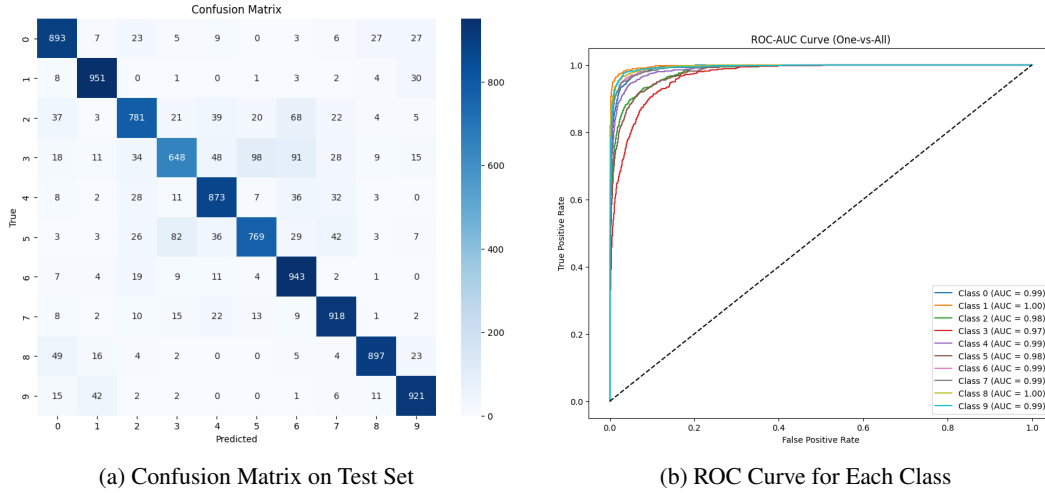 Confusion Matrix
0 893 7 23 5 9 0 3 6 27 27
1 8 951 0 1 0 1 3 2 4 30
2 37 3 781 21 39 20 68 22 4 5
3 18 11 34 648 48 98 91 28 9 15
4 8 2 28 11 873 7 36 32 3 0
5 3 3 26 82 36 769 29 42 3 7
6 7 4 19 9 11 4 943 2 1 0
7 8 2 10 15 22 13 9 918 1 2
8 49 16 4 2 0 0 5 4 897 23
9 15 42 2 2 0 0 1 6 11 921
0 1 2 3 4 5 6 7 8 9
True
Predicted
800
600
400
200
0
ROC-AUC Curve (One-vs-All)
1.0
0.8
0.6
0.4
0.2
0.0
True Positive Rate
0.0 0.2 0.4 0.6 0.8 1.0
False Positive Rate
Class 0 (AUC = 0.99)
Class 1 (AUC = 1.00)
Class 2 (AUC = 0.98)
Class 3 (AUC = 0.97)
Class 4 (AUC = 0.99)
Class 5 (AUC = 0.98)
Class 6 (AUC = 0.99)
Class 7 (AUC = 0.99)
Class 8 (AUC = 1.00)
Class 9 (AUC = 0.99)
(a) Confusion Matrix on Test Set
(b) ROC Curve for Each Class